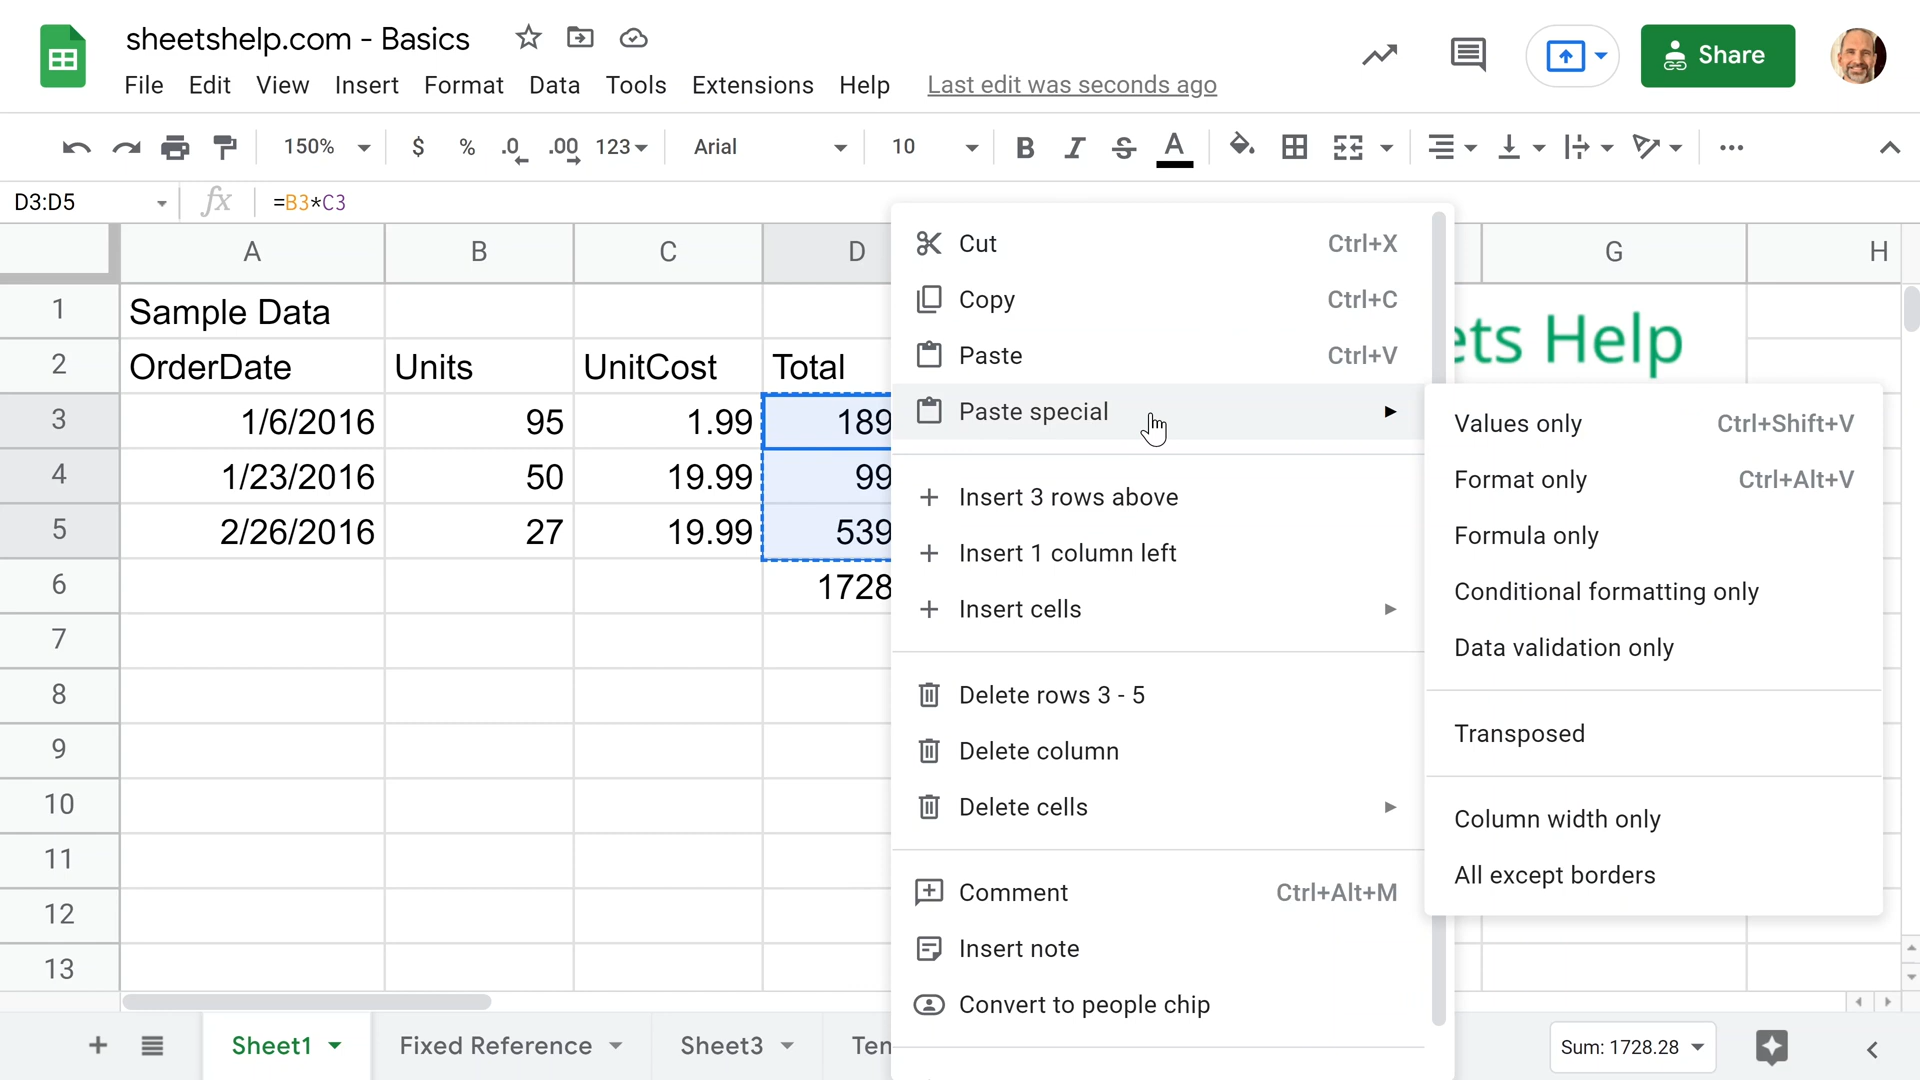 sheetshelp.com - Basics
File Edit View Insert Format Data Tools Extensions Help Last edit was seconds ago
Share
150% $ % .0 .00 123 Arial 10 B I S A
D3:D5 fx =B3*C3
A B C D G H
1 Sample Data
ets Help
2 OrderDate Units UnitCost Total
3 1/6/2016 95 1.99 189
4 1/23/2016 50 19.99 99
5 2/26/2016 27 19.99 539
6 1728
7
8
9
10
11
12
13
Cut Ctrl+X
Copy Ctrl+C
Paste Ctrl+V
Paste special
Insert 3 rows above
Insert 1 column left
Insert cells
Delete rows 3 - 5
Delete column
Delete cells
Comment Ctrl+Alt+M
Insert note
Convert to people chip
Values only Ctrl+Shift+V
Format only Ctrl+Alt+V
Formula only
Conditional formatting only
Data validation only
Transposed
Column width only
All except borders
Sheet1 Fixed Reference Sheet3 Ten
Sum: 1728.28